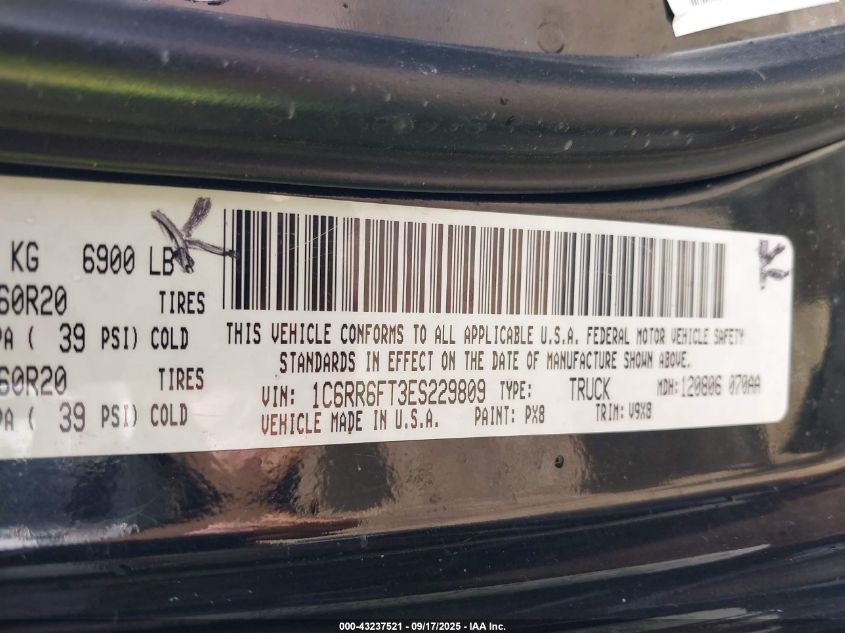 KG 6900 LB
60R20 TIRES
PA ( 39 PSI) COLD
60R20 TIRES
PA ( 39 PSI) COLD
THIS VEHICLE CONFORMS TO ALL APPLICABLE U.S.A. FEDERAL MOTOR VEHICLE SAFETY
STANDARDS IN EFFECT ON THE DATE OF MANUFACTURE SHOWN ABOVE.
VIN: 1C6RR6FT3ES229809 TYPE: TRUCK MDH: 120806 070AA
VEHICLE MADE IN U.S.A. PAINT: PX8 TRIM: V9X8
000-43237521 - 09/17/2025 - IAA Inc.